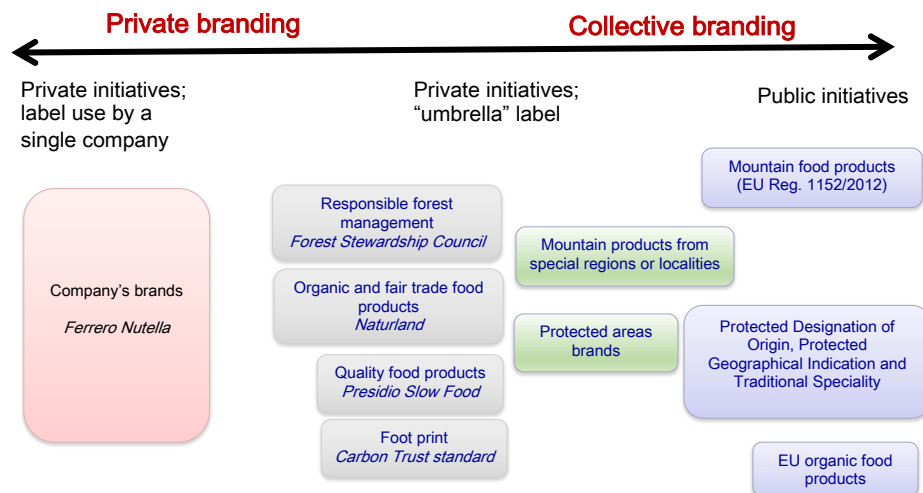 Private branding
Collective branding
Private initiatives;
label use by a
single company
Private initiatives;
“umbrella” label
Public initiatives
Company’s brands
Ferrero Nutella
Responsible forest
management
Forest Stewardship Council
Organic and fair trade food
products
Naturland
Quality food products
Presidio Slow Food
Foot print
Carbon Trust standard
Mountain products from
special regions or localities
Protected areas
brands
Mountain food products
(EU Reg. 1152/2012)
Protected Designation of
Origin, Protected
Geographical Indication and
Traditional Speciality
EU organic food
products